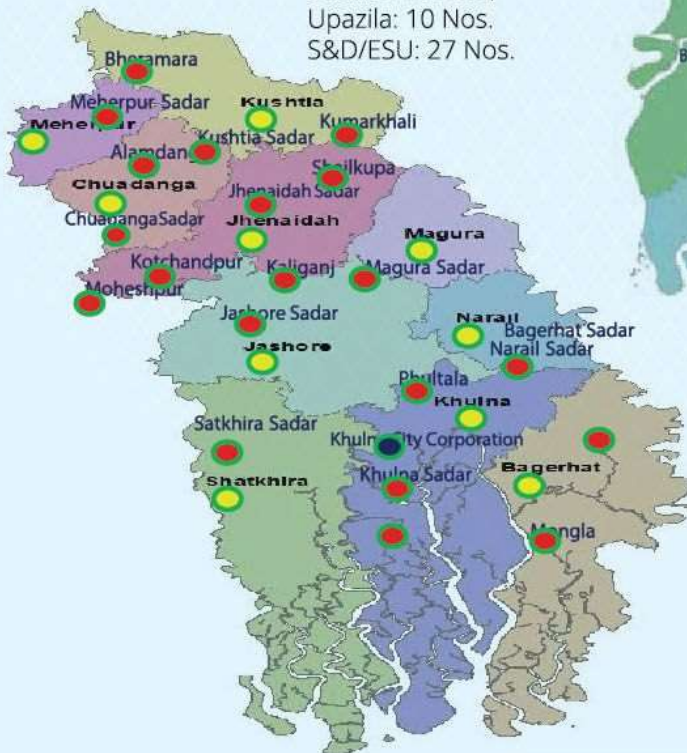 Upazila: 10 Nos.
S&D/ESU: 27 Nos.
B
Bheramara
Meherpur Sadar
Kushtia
Meherpur
Kushtia Sadar
Kumarkhali
Alamdanga
Shailkupa
Chuadanga
Jhenaidah Sadar
Chuadanga Sadar
Jhenaidah
Magura
Kotchandpur
Kaliganj
Magura Sadar
Moheshpur
Jashore Sadar
Narail
Bagerhat Sadar
Jashore
Narail Sadar
Phultala
Khulna
Satkhira Sadar
Khulna City Corporation
Khulna Sadar
Bagerhat
Shatkhira
Mongla